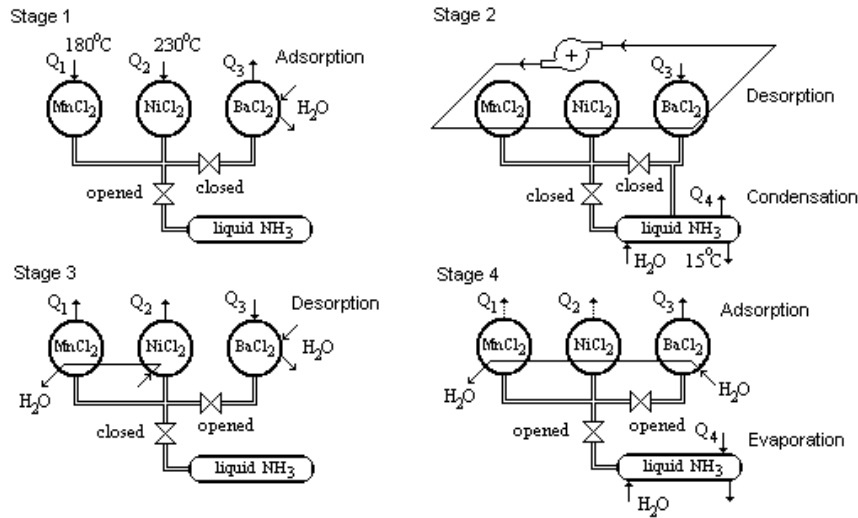 Stage 1
180°C 230°C Adsorption
Q1 Q2 Q3
MnCl2 NiCl2 BaCl2
H2O
opened closed
liquid NH3
Stage 2
+
Q3
MnCl2 NiCl2 BaCl2
Desorption
closed closed
Q4 Condensation
liquid NH3
H2O 15°C
Stage 3
Q1 Q2 Q3 Desorption
MnCl2 NiCl2 BaCl2
H2O H2O
closed opened
liquid NH3
Stage 4
Q1 Q2 Q3 Adsorption
MnCl2 NiCl2 BaCl2
H2O H2O
opened opened
Q4 Evaporation
liquid NH3
H2O